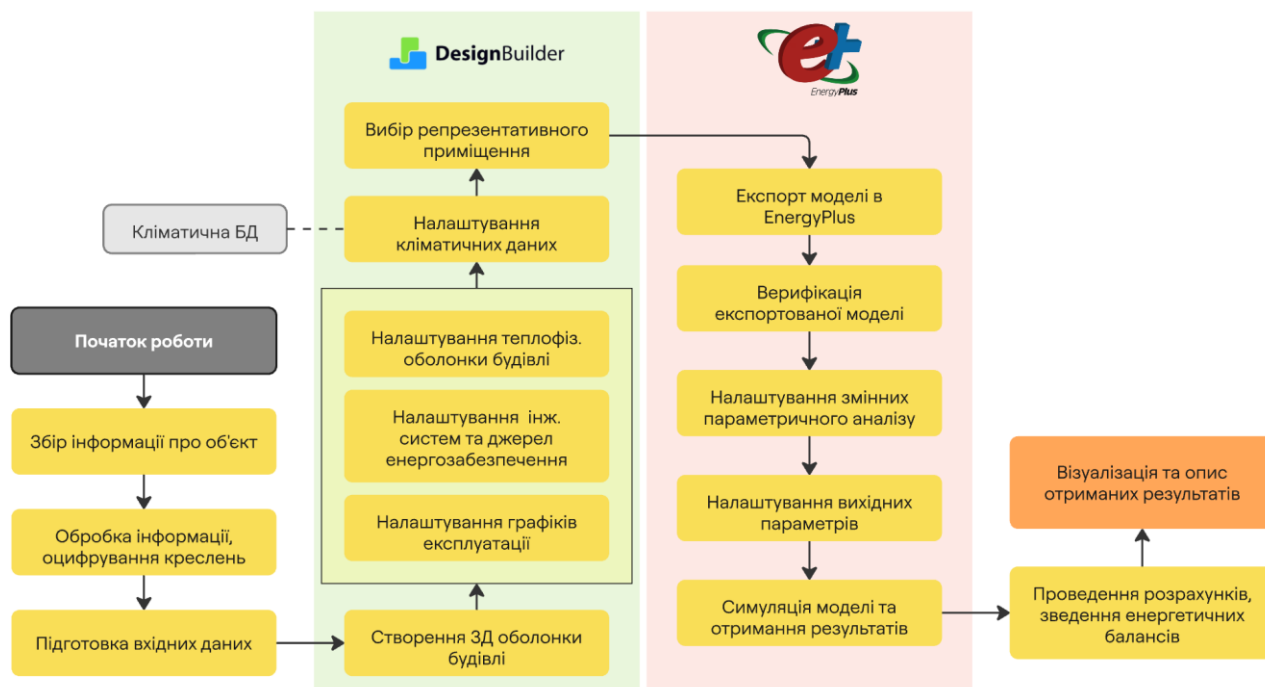 DesignBuilder
EnergyPlus
Початок роботи
Збір інформації про об'єкт
Обробка інформації,
оцифрування креслень
Підготовка вхідних даних
Створення 3Д оболонки
будівлі
Налаштування теплофіз.
оболонки будівлі
Налаштування інж.
систем та джерел
енергозабезпечення
Налаштування графіків
експлуатації
Кліматична БД
Налаштування
кліматичних даних
Вибір репрезентативного
приміщення
Експорт моделі в
EnergyPlus
Верифікація
експортованої моделі
Налаштування змінних
параметричного аналізу
Налаштування вихідних
параметрів
Симуляція моделі та
отримання результатів
Проведення розрахунків,
зведення енергетичних
балансів
Візуалізація та опис
отриманих результатів